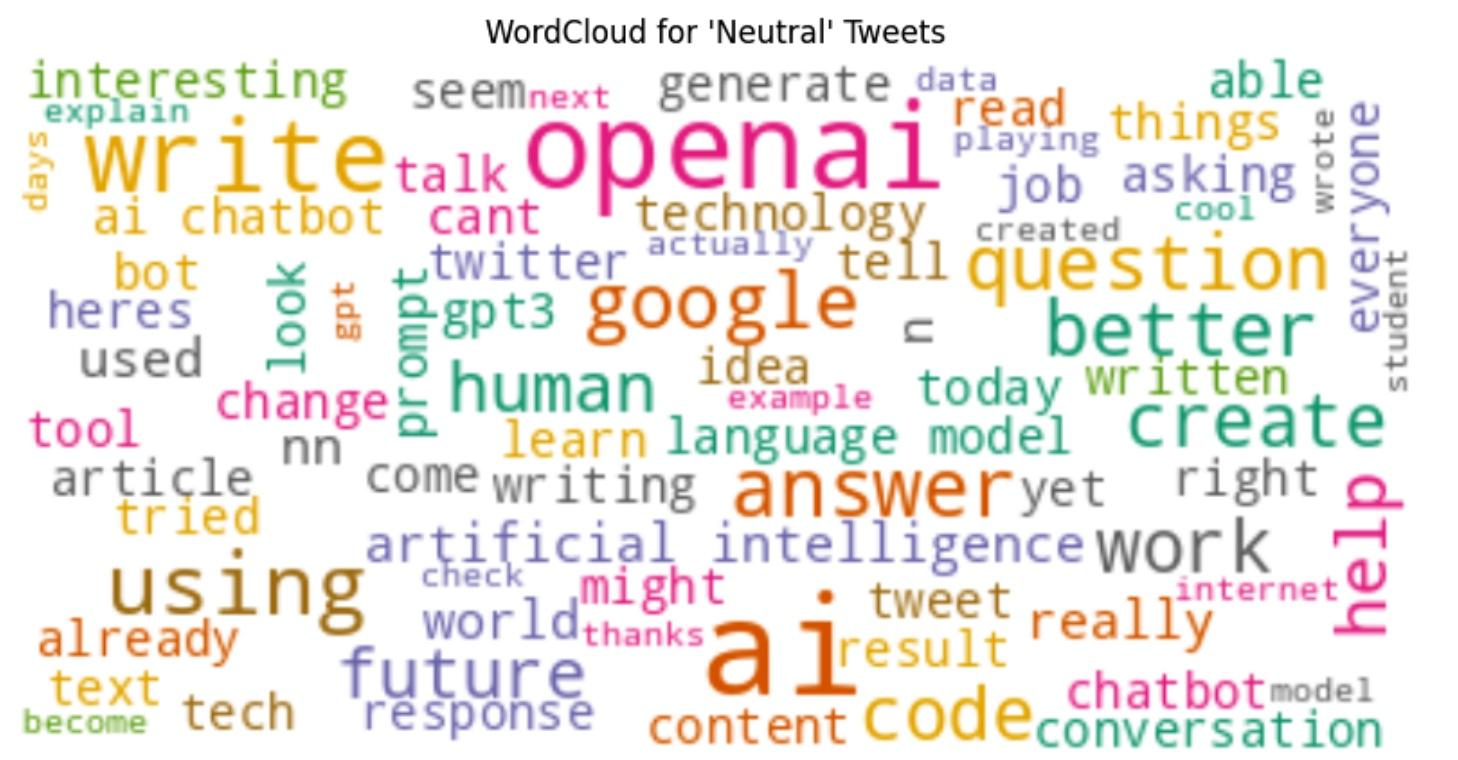 WordCloud for 'Neutral' Tweets
interesting
seem
next
generate
data
able
explain
read
things
days
write
talk
openai
playing
job
asking
wrote
everyone
ai chatbot
cant
technology
created
cool
bot
look
twitter
actually
tell
question
student
heres
gpt
prompt
gpt3
google
n
better
used
human
idea
example
today
written
change
create
tool
nn
learn
language model
article
come
writing
answer
yet
right
help
tried
artificial intelligence
work
using
check
might
tweet
internet
already
world
thanks
ai
result
really
text
future
chatbot
model
become
tech
response
content
code
conversation